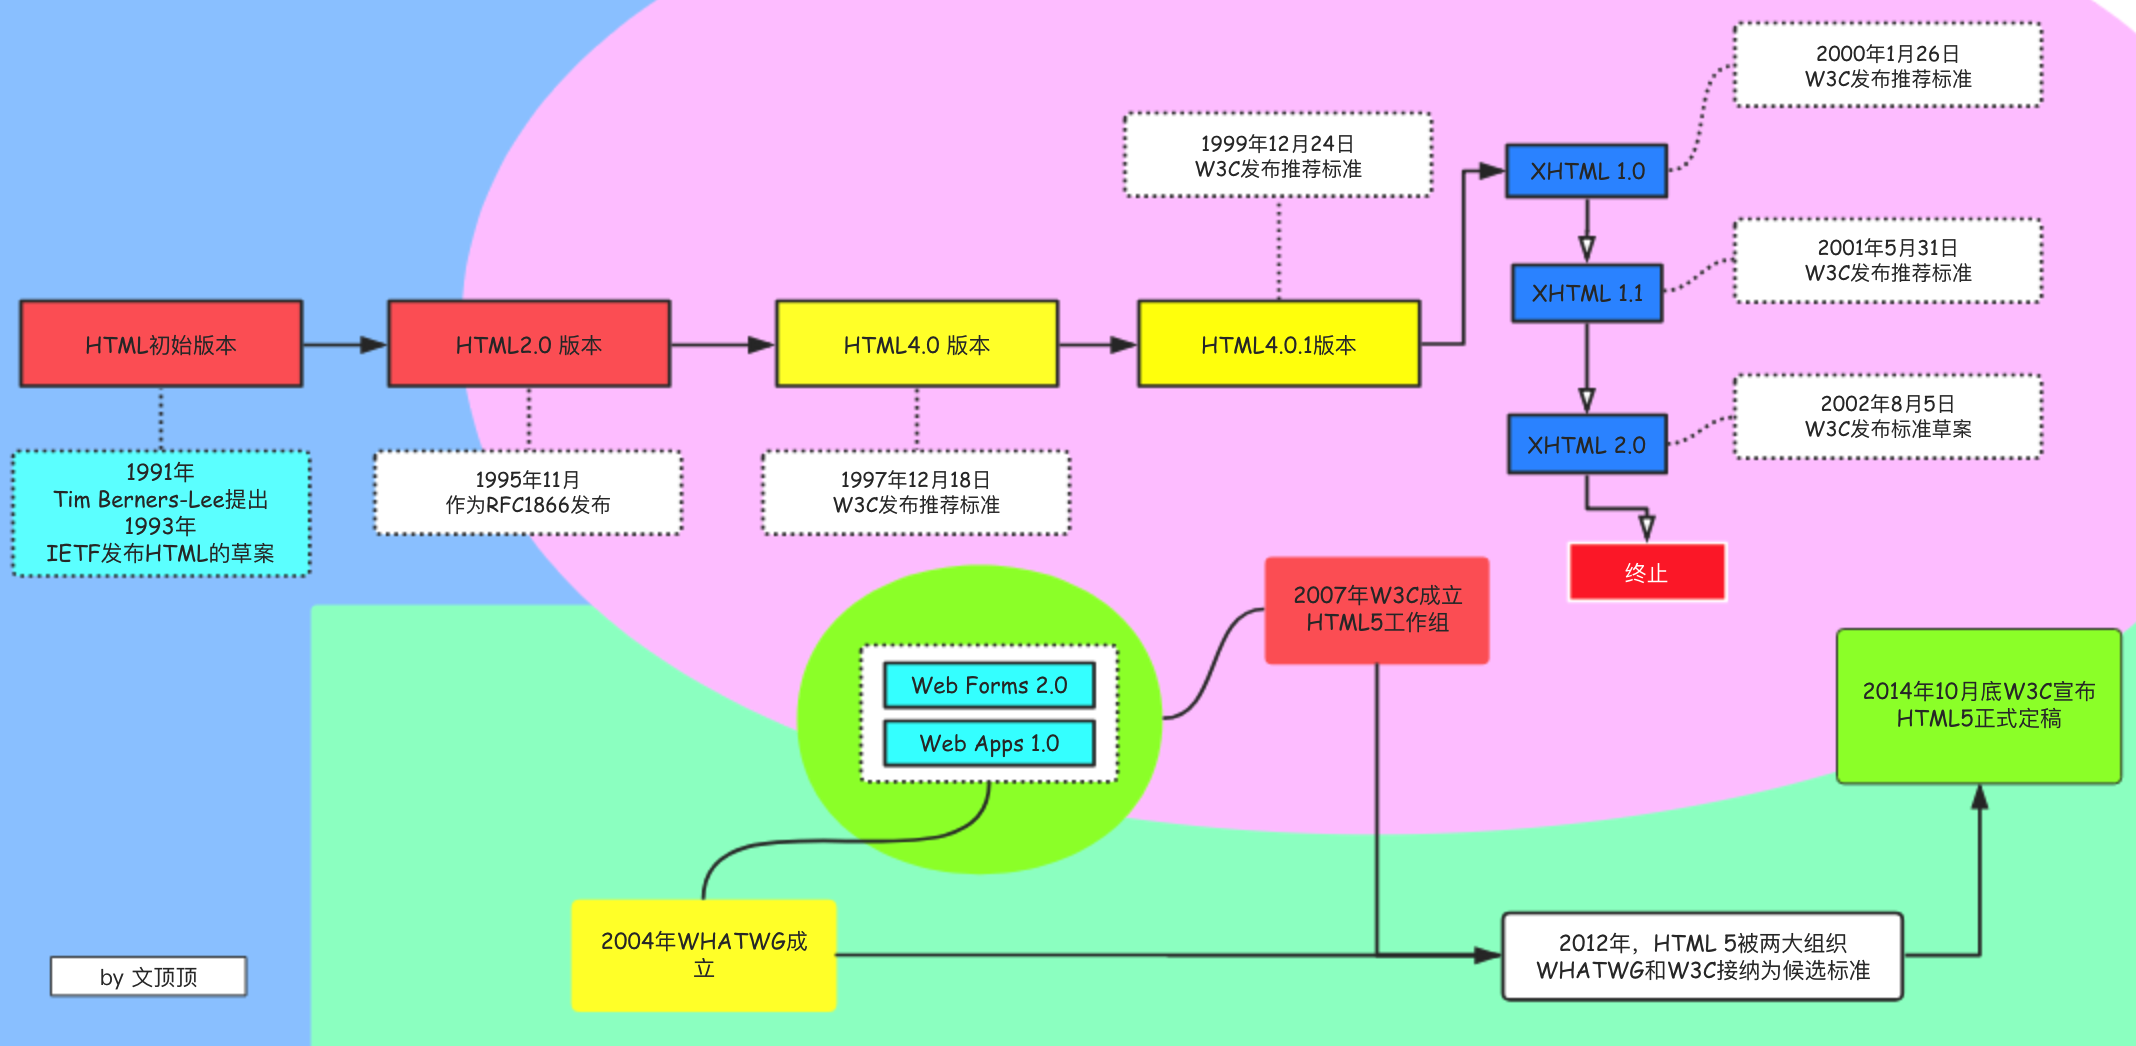 2000年1月26日
W3C发布推荐标准
1999年12月24日
W3C发布推荐标准
XHTML 1.0
2001年5月31日
W3C发布推荐标准
XHTML 1.1
HTML初始版本
HTML2.0 版本
HTML4.0 版本
HTML4.0.1版本
2002年8月5日
W3C发布标准草案
XHTML 2.0
1991年
Tim Berners-Lee提出
1993年
IETF发布HTML的草案
1995年11月
作为RFC1866发布
1997年12月18日
W3C发布推荐标准
终止
2007年W3C成立
HTML5工作组
Web Forms 2.0
Web Apps 1.0
2014年10月底W3C宣布
HTML5正式定稿
2004年WHATWG成
立
2012年，HTML 5被两大组织
WHATWG和W3C接纳为候选标准
by 文顶顶